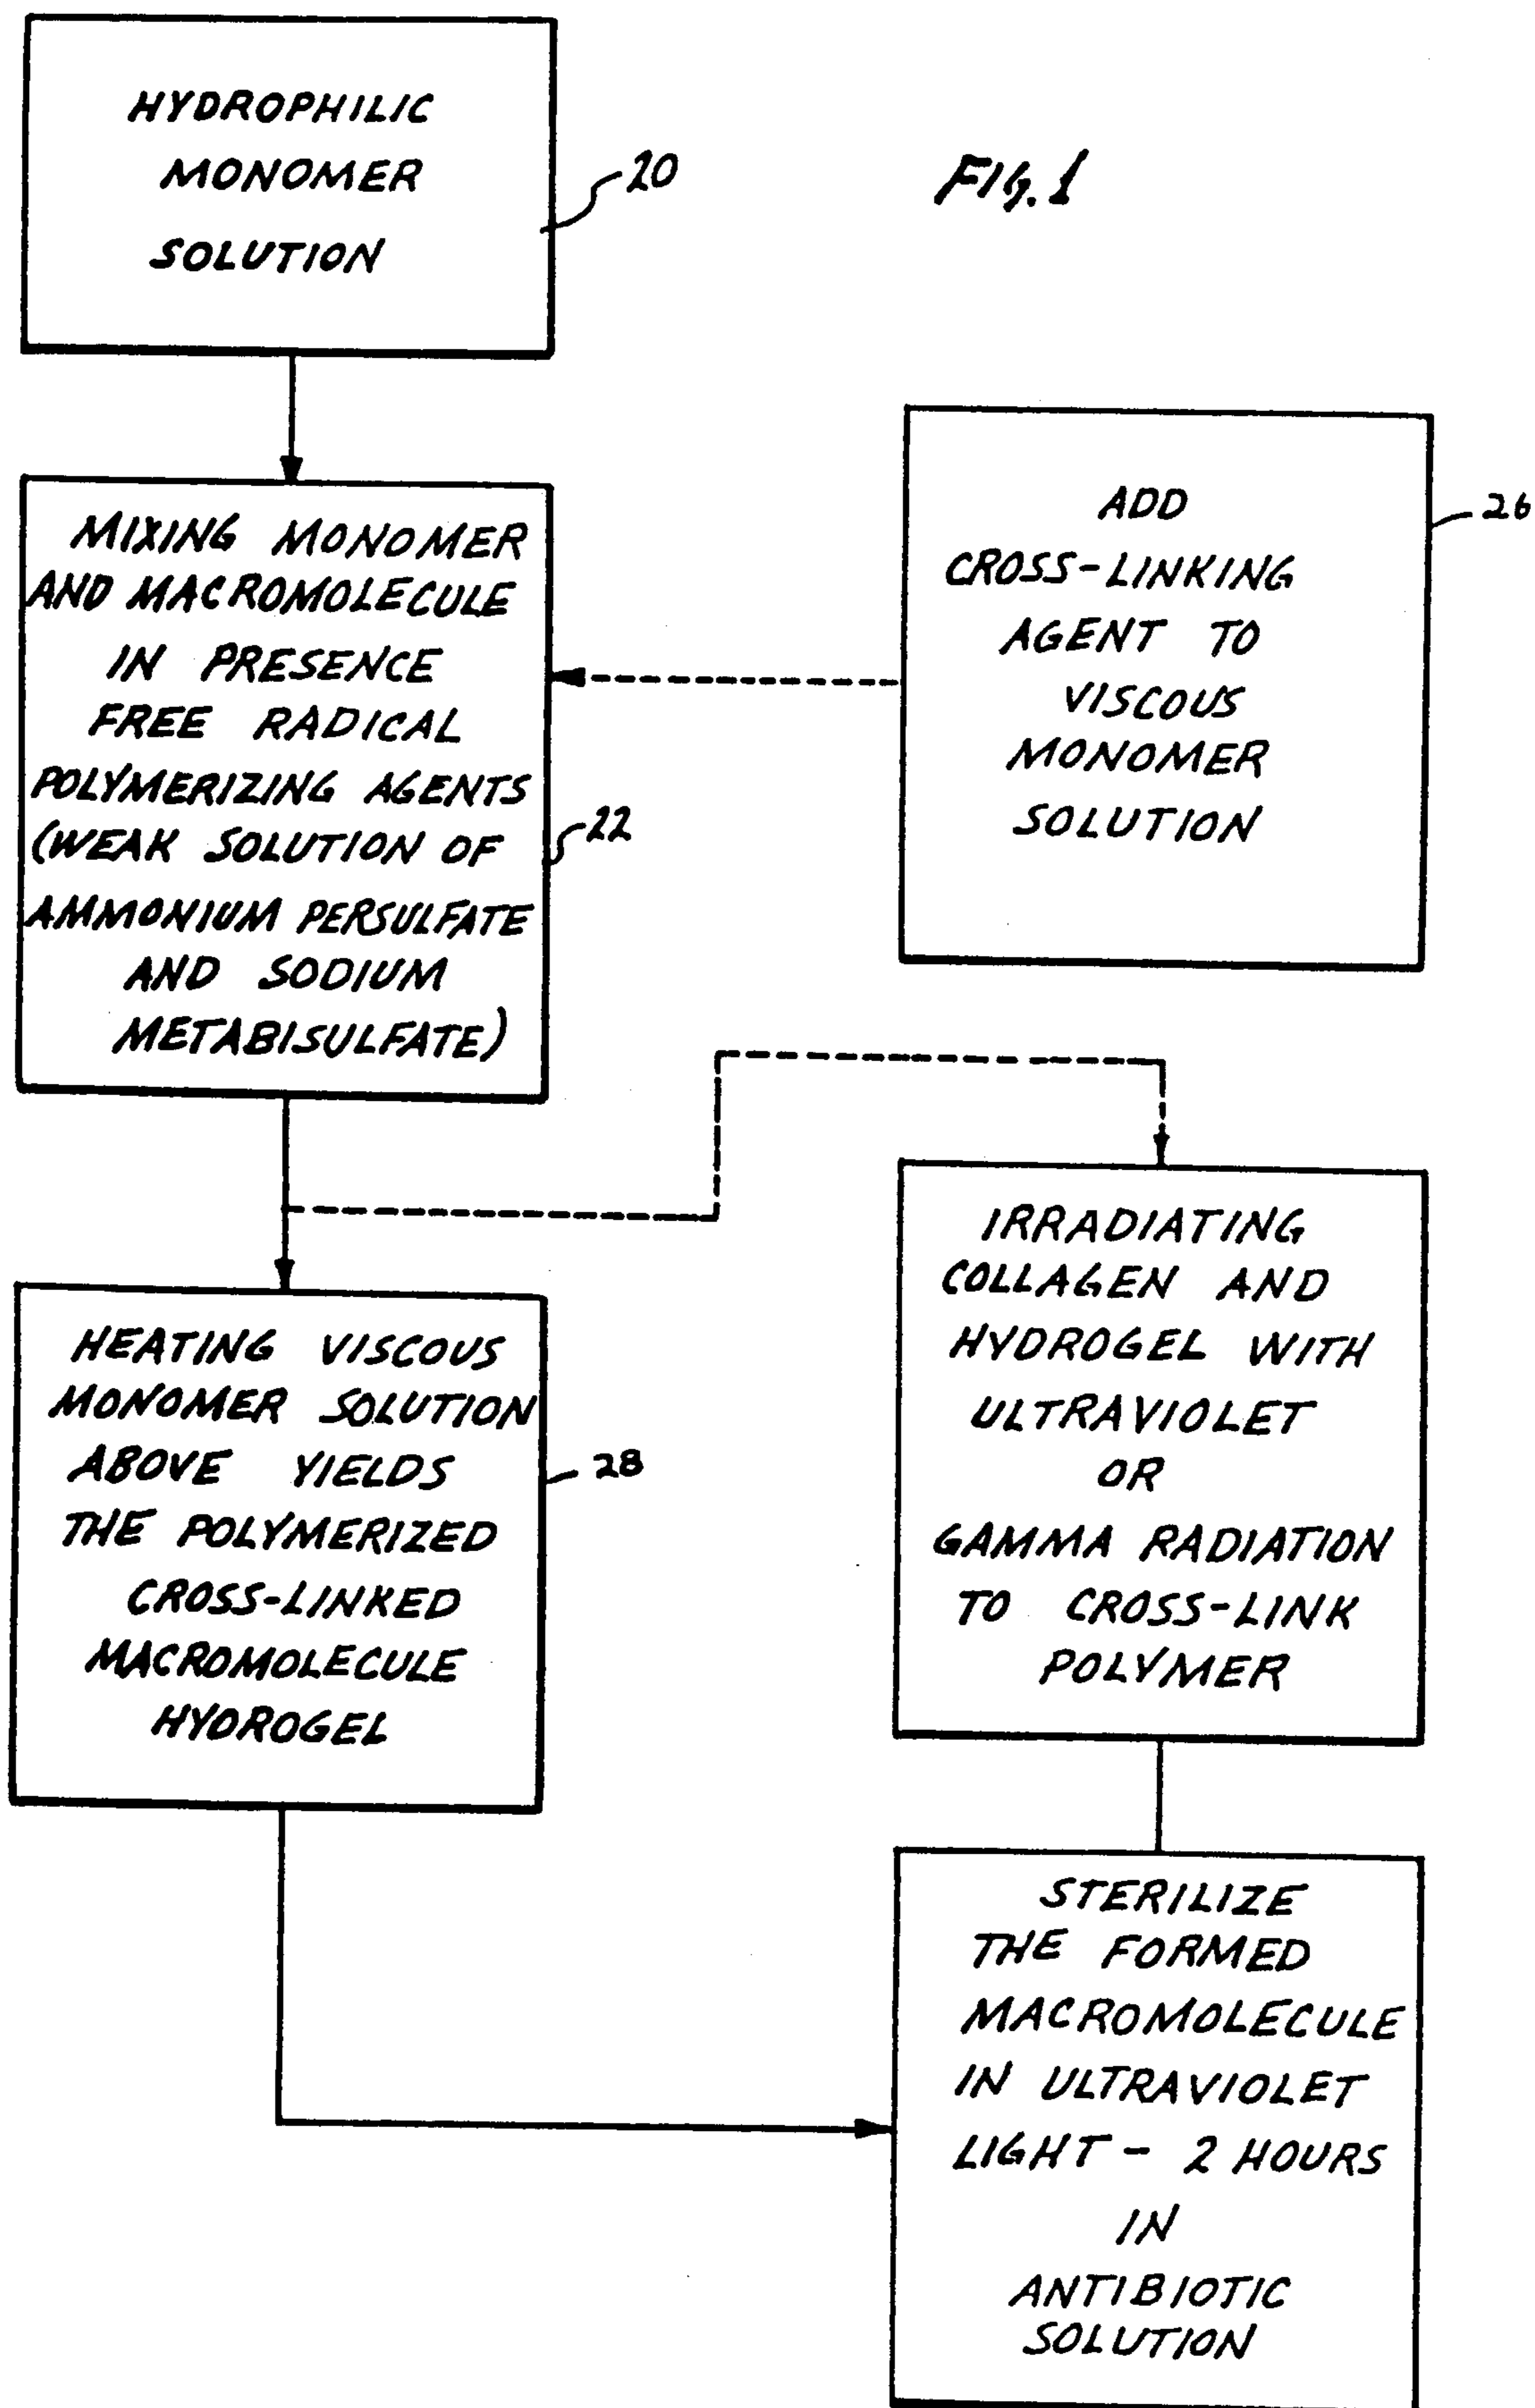 HYDROPHILIC
MONOMER
SOLUTION
20
FIG. 1
MIXING MONOMER
AND MACROMOLECULE
IN PRESENCE
FREE RADICAL
POLYMERIZING AGENTS
(WEAK SOLUTION OF
AMMONIUM PERSULFATE
AND SODIUM
METABISULFATE)
22
ADD
CROSS-LINKING
AGENT TO
VISCOUS
MONOMER
SOLUTION
26
HEATING VISCOUS
MONOMER SOLUTION
ABOVE YIELDS
THE POLYMERIZED
CROSS-LINKED
MACROMOLECULE
HYDROGEL
28
IRRADIATING
COLLAGEN AND
HYDROGEL WITH
ULTRAVIOLET
OR
GAMMA RADIATION
TO CROSS-LINK
POLYMER
STERILIZE
THE FORMED
MACROMOLECULE
IN ULTRAVIOLET
LIGHT - 2 HOURS
IN
ANTIBIOTIC
SOLUTION